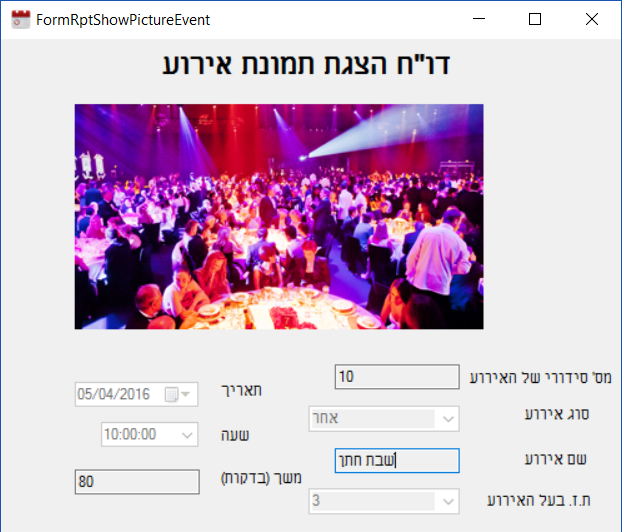 FormRptShowPictureEvent
דו"ח הצגת תמונת אירוע
מס' סידורי של האירוע
10
סוג אירוע
אחר
שם אירוע
שבת חתן
ת.ז. בעל האירוע
3
תאריך
05/04/2016
שעה
10:00:00
משך (בדקות)
80